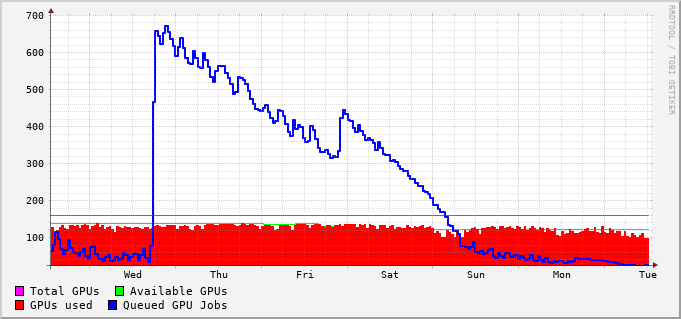 700
600
500
400
300
200
100
Wed Thu Fri Sat Sun Mon Tue
Total GPUs Available GPUs
GPUs used Queued GPU Jobs
RRDTOOL / TOBI OETIKER